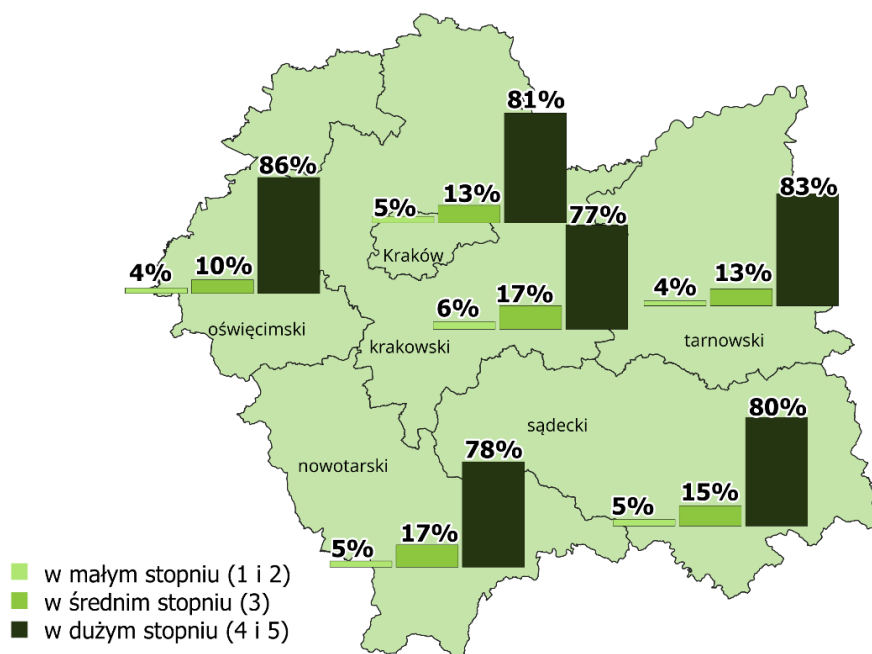 81%
13%
5%
Kraków
86%
10%
4%
oświęcimski
77%
17%
6%
krakowski
83%
13%
4%
tarnowski
80%
15%
5%
sądecki
78%
17%
5%
nowotarski
w małym stopniu (1 i 2)
w średnim stopniu (3)
w dużym stopniu (4 i 5)